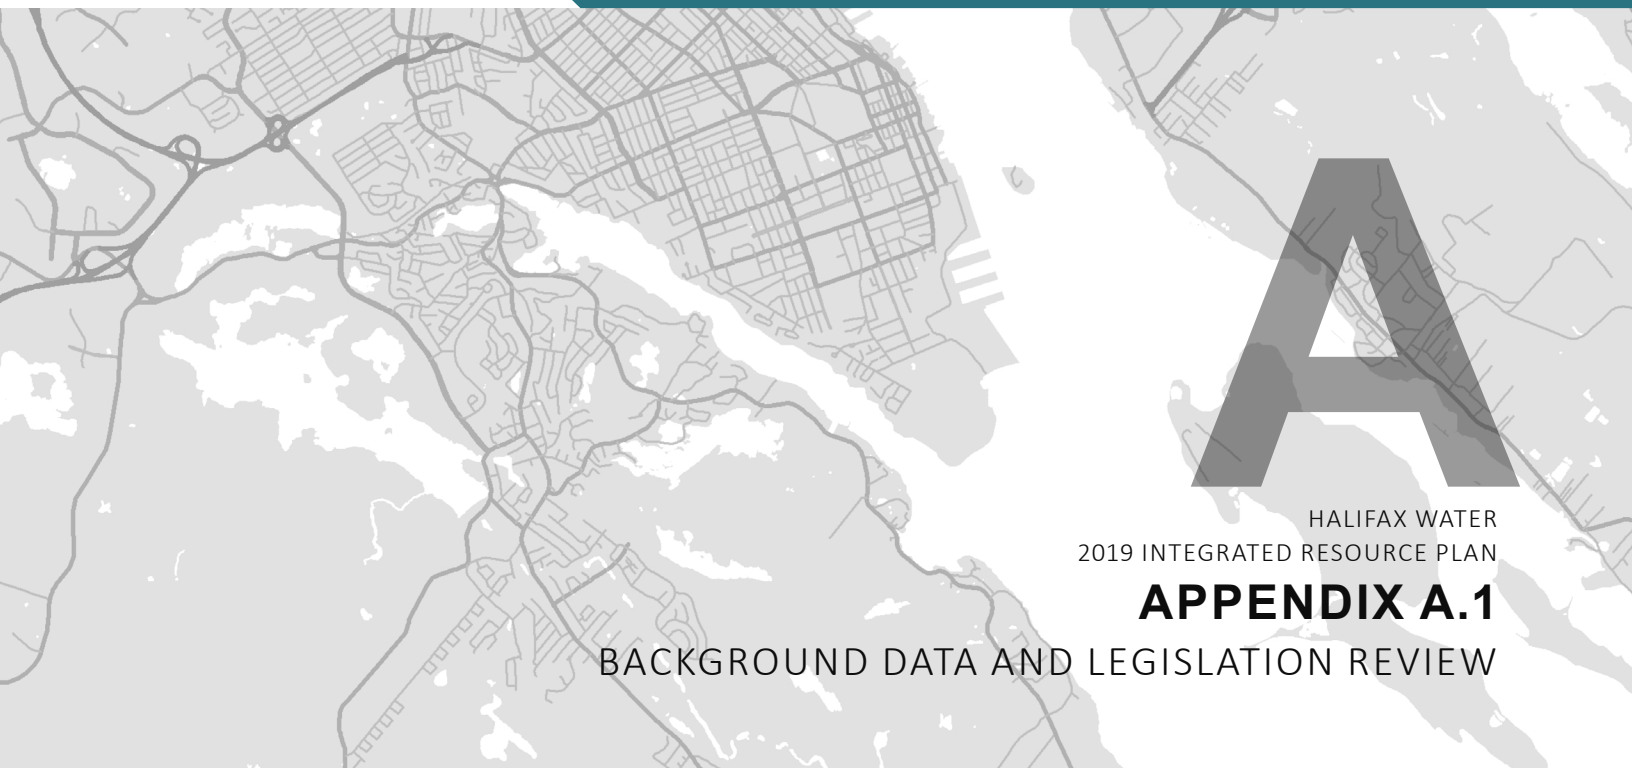 A
HALIFAX WATER
2019 INTEGRATED RESOURCE PLAN
APPENDIX A.1
BACKGROUND DATA AND LEGISLATION REVIEW